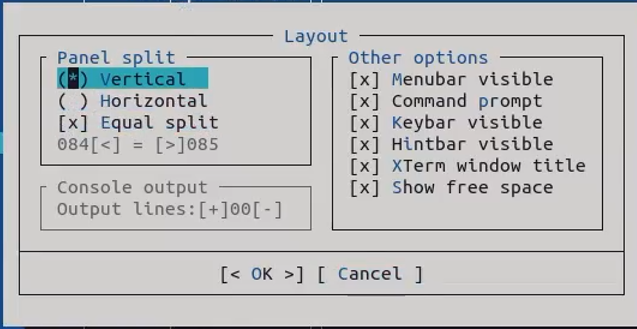 Layout
Panel split
(*) Vertical
( ) Horizontal
[x] Equal split
084[<] = [>]085
Console output
Output lines:[+]00[-]
Other options
[x] Menubar visible
[x] Command prompt
[x] Keybar visible
[x] Hintbar visible
[x] XTerm window title
[x] Show free space
[< OK >] [ Cancel ]